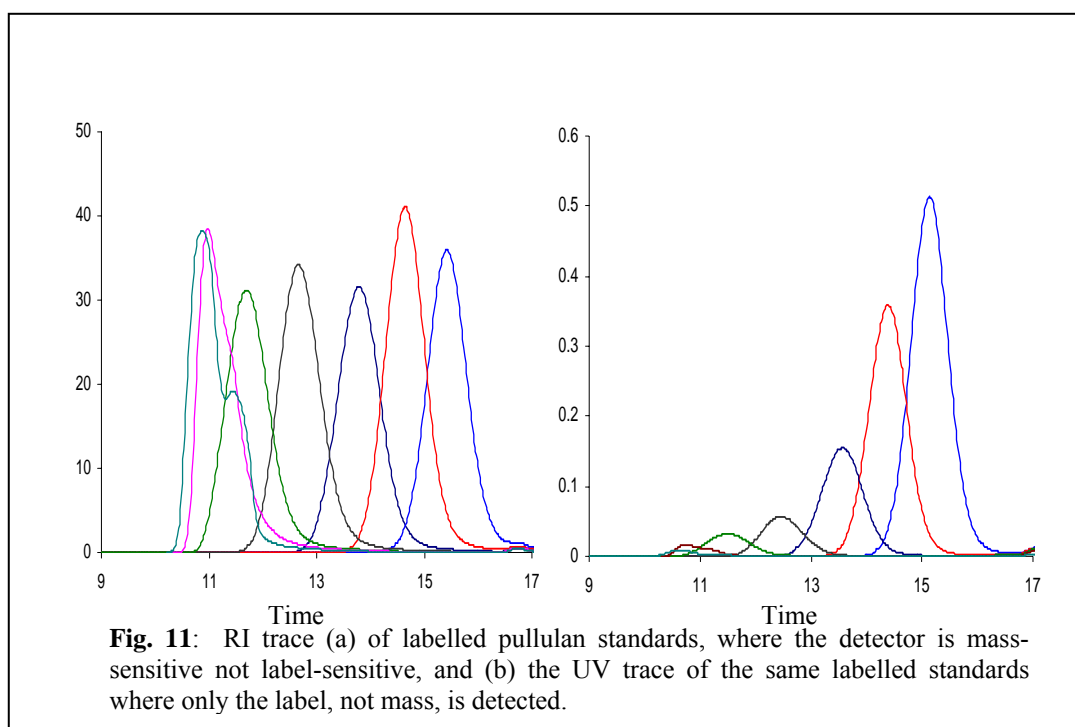 50
40
30
20
10
0
9 11 13 15 17
Time
0.6
0.5
0.4
0.3
0.2
0.1
0
9 11 13 15 17
Time
Fig. 11: RI trace (a) of labelled pullulan standards, where the detector is mass-
sensitive not label-sensitive, and (b) the UV trace of the same labelled standards
where only the label, not mass, is detected.